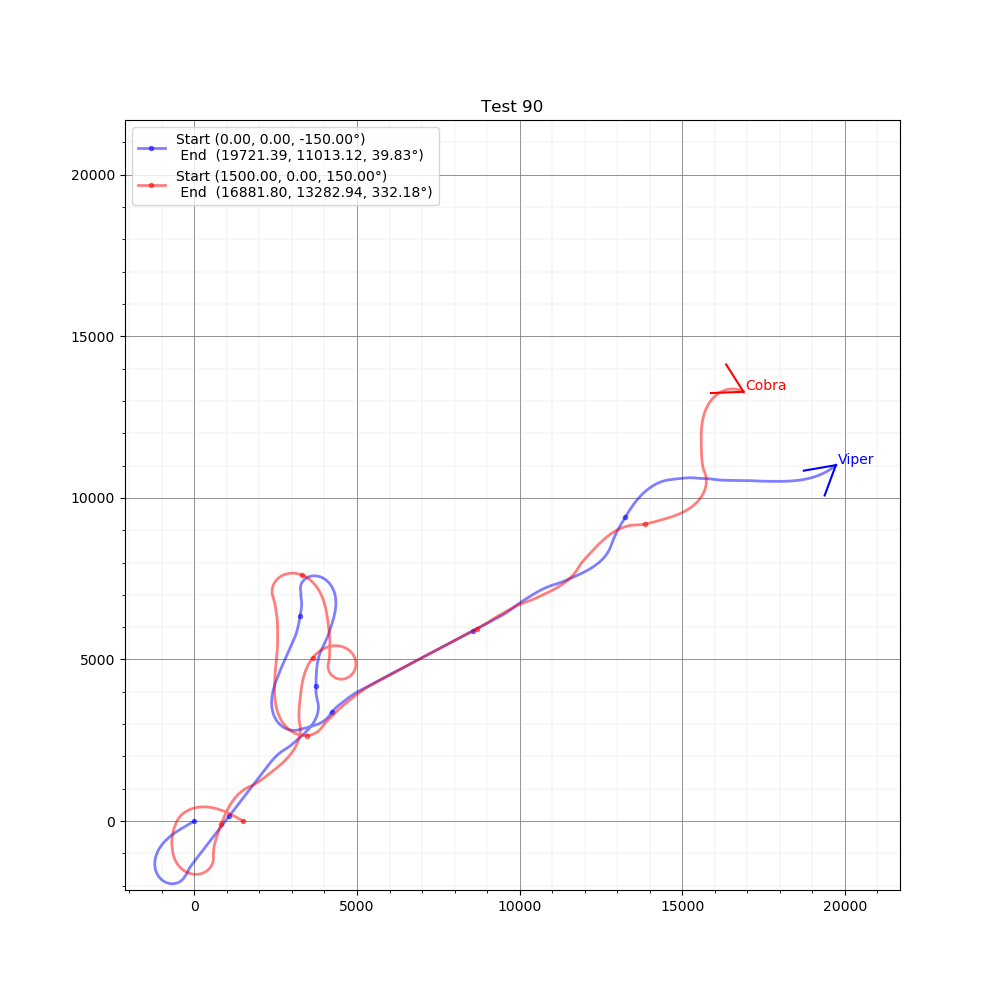 Test 90
Start (0.00, 0.00, -150.00°)
End  (19721.39, 11013.12, 39.83°)
Start (1500.00, 0.00, 150.00°)
End  (16881.80, 13282.94, 332.18°)
20000
15000
10000
5000
0
Cobra
Viper
0
5000
10000
15000
20000